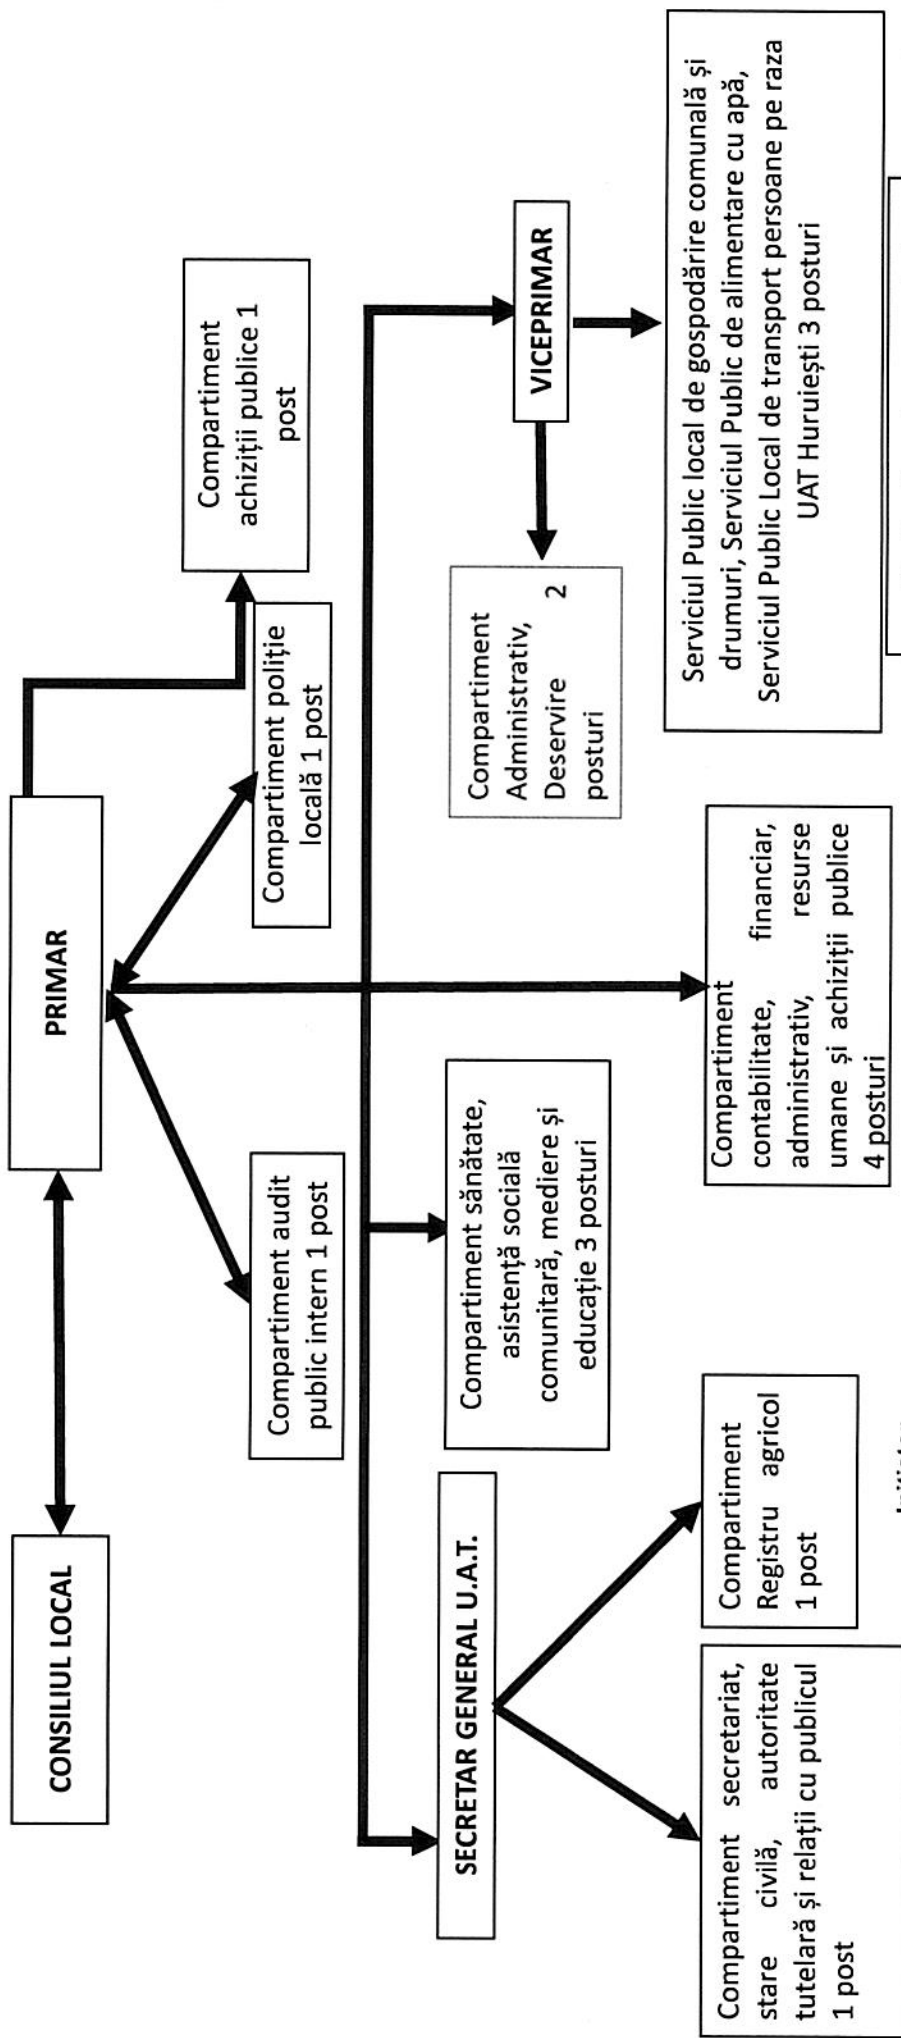 CONSILIUL LOCAL
PRIMAR
Compartiment
achiziții publice 1
post
Compartiment audit
public intern 1 post
Compartiment poliție
locală 1 post
SECRETAR GENERAL U.A.T.
Compartiment sănătate,
asistență socială
comunitară, mediere și
educație 3 posturi
Compartiment
Administrativ,
Deservire 2
posturi
VICEPRIMAR
Compartiment secretariat,
stare civilă, autoritate
tutelară și relații cu publicul
1 post
Compartiment
Registru agricol
1 post
Compartiment
contabilitate, financiar,
administrativ, resurse
umane și achiziții publice
4 posturi
Serviciul Public local de gospodărire comunală și
drumuri, Serviciul Public de alimentare cu apă,
Serviciul Public Local de transport persoane pe raza
UAT Huruiești 3 posturi